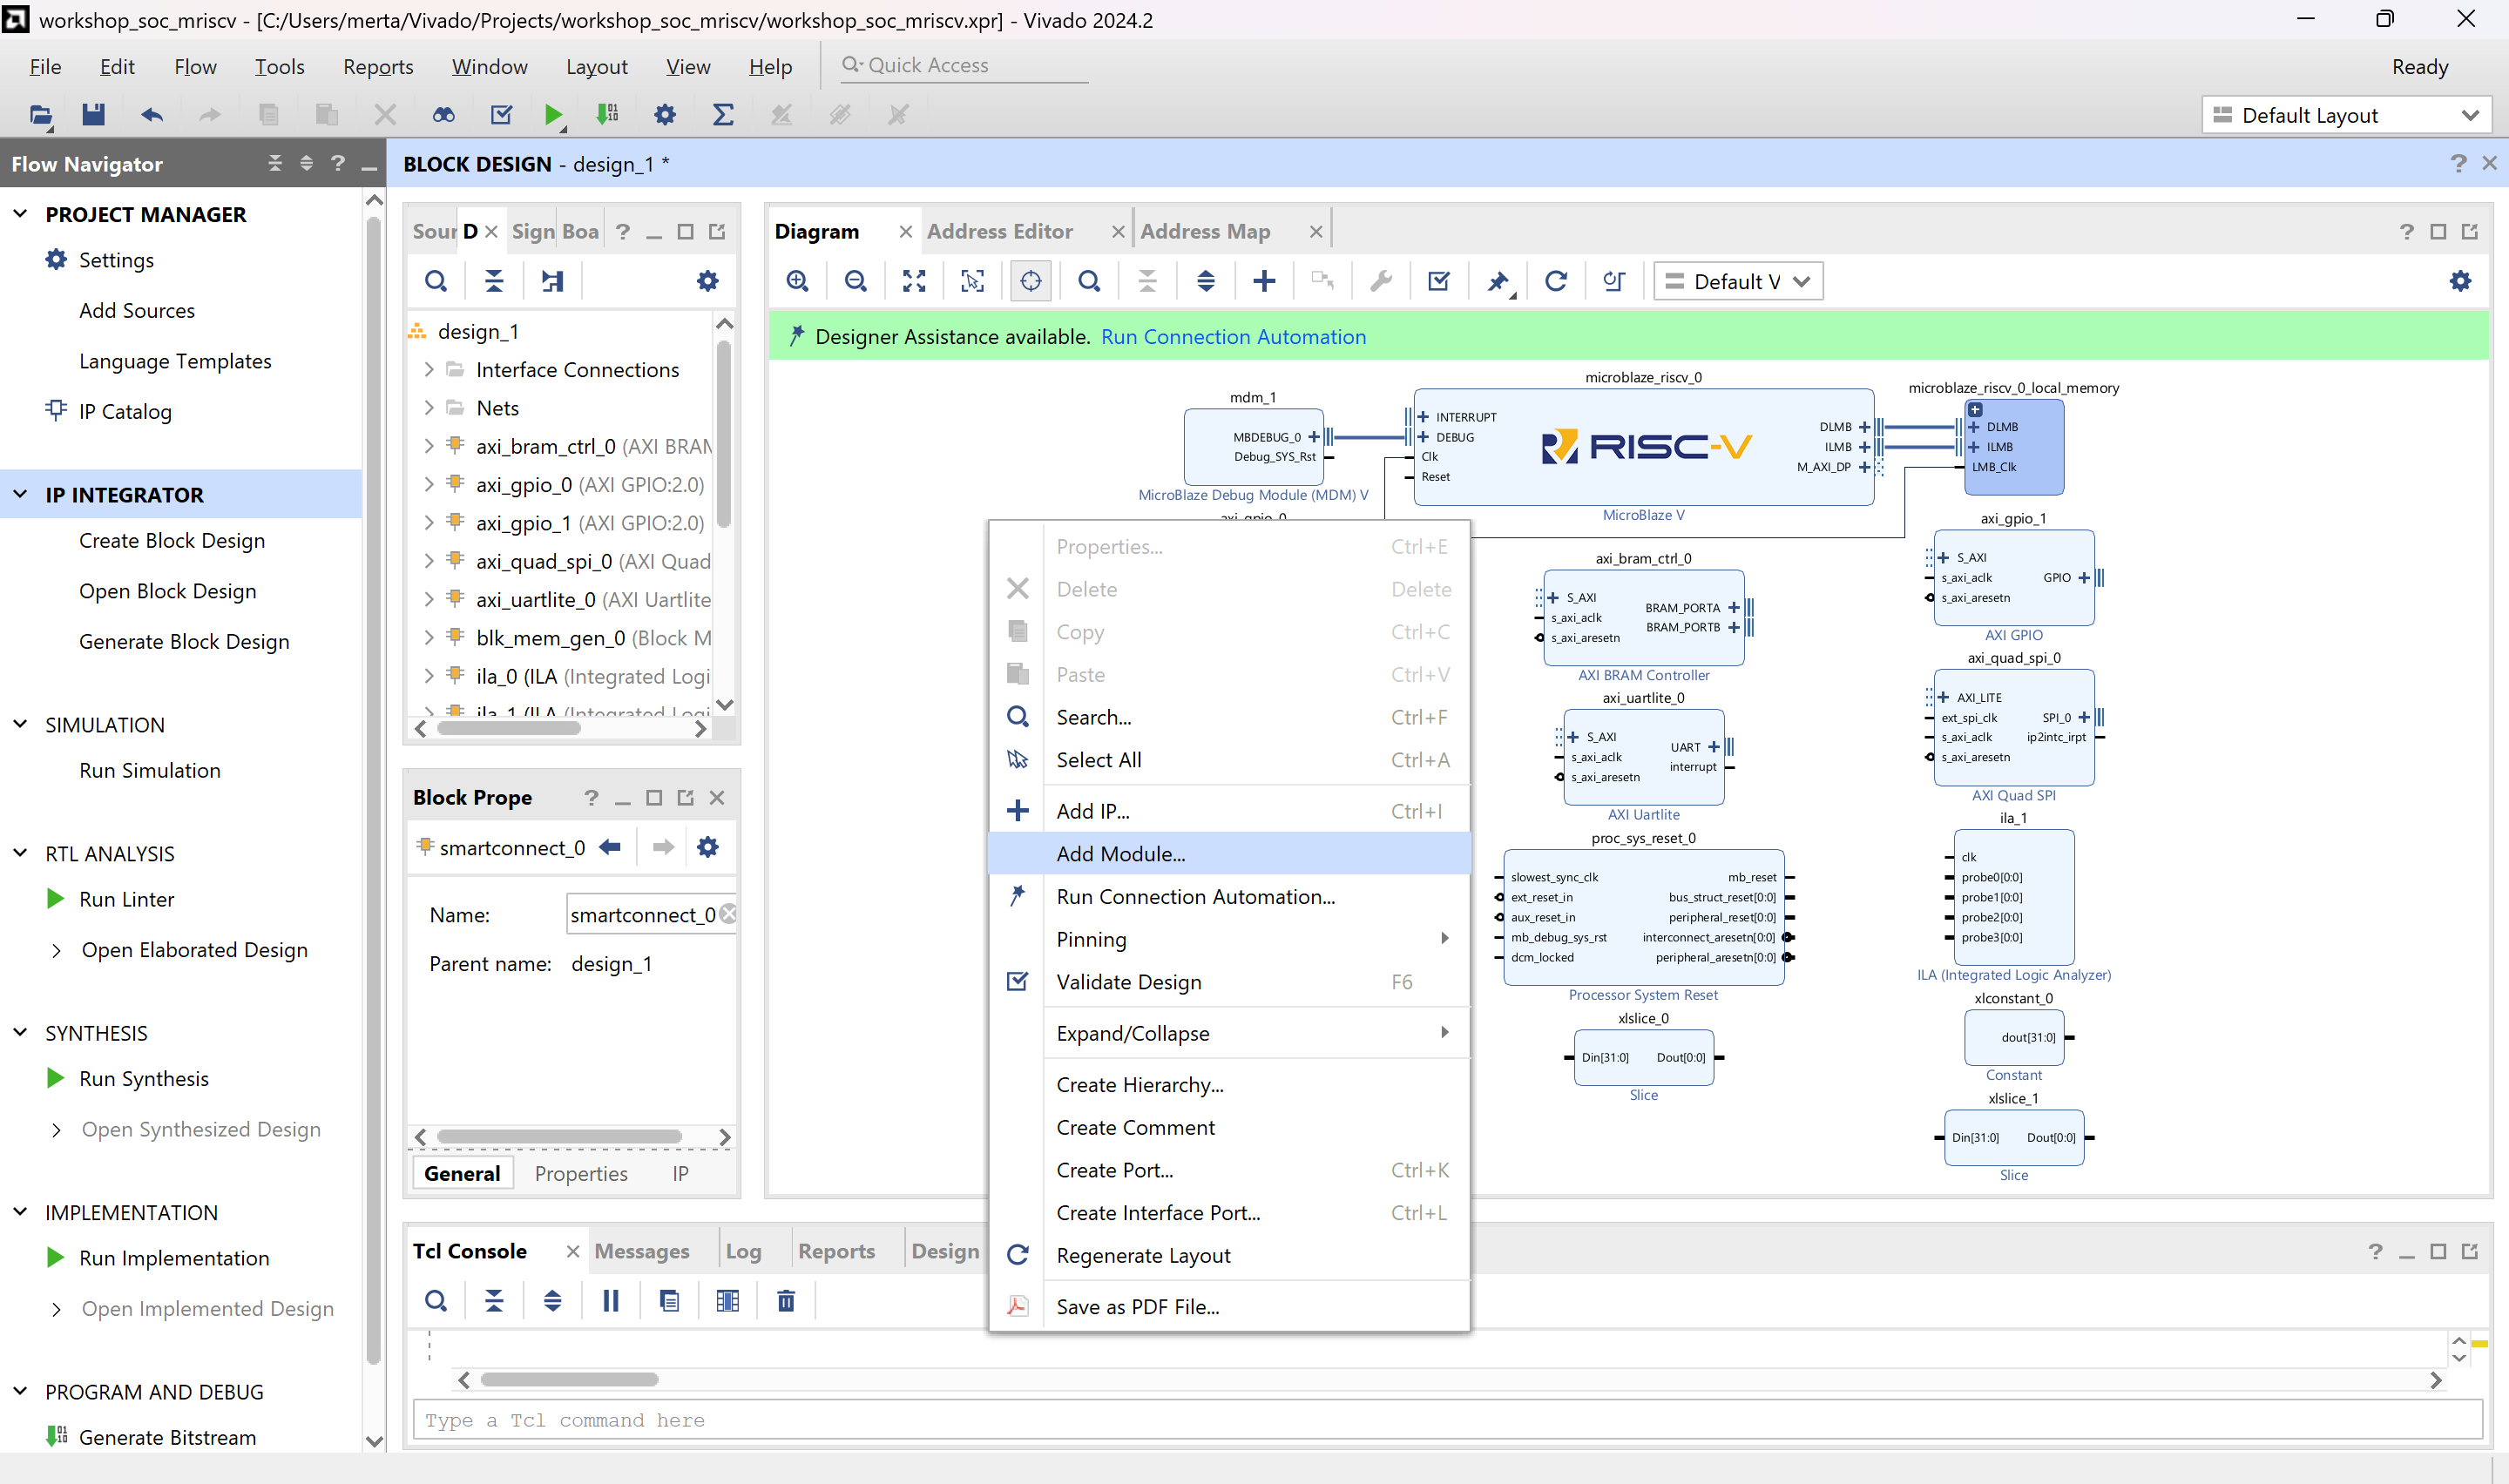 workshop_soc_mriscv - [C:/Users/merta/Vivado/Projects/workshop_soc_mriscv/workshop_soc_mriscv.xpr] - Vivado 2024.2
File Edit Flow Tools Reports Window Layout View Help Quick Access Ready
Default Layout
Flow Navigator
PROJECT MANAGER
Settings
Add Sources
Language Templates
IP Catalog
IP INTEGRATOR
Create Block Design
Open Block Design
Generate Block Design
SIMULATION
Run Simulation
RTL ANALYSIS
Run Linter
Open Elaborated Design
SYNTHESIS
Run Synthesis
Open Synthesized Design
IMPLEMENTATION
Run Implementation
Open Implemented Design
PROGRAM AND DEBUG
Generate Bitstream
BLOCK DESIGN - design_1 *
Sour D Sign Boa
design_1
Interface Connections
Nets
axi_bram_ctrl_0 (AXI BRAM
axi_gpio_0 (AXI GPIO:2.0)
axi_gpio_1 (AXI GPIO:2.0)
axi_quad_spi_0 (AXI Quad
axi_uartlite_0 (AXI Uartlite
blk_mem_gen_0 (Block M
ila_0 (ILA (Integrated Logi
ila_1 (ILA (Integrated Logi
Block Prope
smartconnect_0
Name: smartconnect_0
Parent name: design_1
General Properties IP
Diagram Address Editor Address Map
Default V
Designer Assistance available. Run Connection Automation
mdm_1
MBDEBUG_0
Debug_SYS_Rst
MicroBlaze Debug Module (MDM) V
axi_gpio_0
microblaze_riscv_0
INTERRUPT
DEBUG
Clk
Reset
RISC-V
DLMB
ILMB
M_AXI_DP
MicroBlaze V
microblaze_riscv_0_local_memory
DLMB
ILMB
LMB_Clk
axi_bram_ctrl_0
S_AXI
s_axi_aclk
s_axi_aresetn
BRAM_PORTA
BRAM_PORTB
AXI BRAM Controller
axi_uartlite_0
S_AXI
s_axi_aclk
s_axi_aresetn
UART
interrupt
AXI Uartlite
proc_sys_reset_0
slowest_sync_clk
ext_reset_in
aux_reset_in
mb_debug_sys_rst
dcm_locked
mb_reset
bus_struct_reset[0:0]
peripheral_reset[0:0]
interconnect_aresetn[0:0]
peripheral_aresetn[0:0]
Processor System Reset
xlslice_0
Din[31:0] Dout[0:0]
Slice
axi_gpio_1
S_AXI
s_axi_aclk
s_axi_aresetn
GPIO
AXI GPIO
axi_quad_spi_0
AXI_LITE
ext_spi_clk
s_axi_aclk
s_axi_aresetn
SPI_0
ip2intc_irpt
AXI Quad SPI
ila_1
clk
probe0[0:0]
probe1[0:0]
probe2[0:0]
probe3[0:0]
ILA (Integrated Logic Analyzer)
xlconstant_0
dout[31:0]
Constant
xlslice_1
Din[31:0] Dout[0:0]
Slice
Properties... Ctrl+E
Delete Delete
Copy Ctrl+C
Paste Ctrl+V
Search... Ctrl+F
Select All Ctrl+A
Add IP... Ctrl+I
Add Module...
Run Connection Automation...
Pinning
Validate Design F6
Expand/Collapse
Create Hierarchy...
Create Comment
Create Port... Ctrl+K
Create Interface Port... Ctrl+L
Regenerate Layout
Save as PDF File...
Tcl Console Messages Log Reports Design
Type a Tcl command here